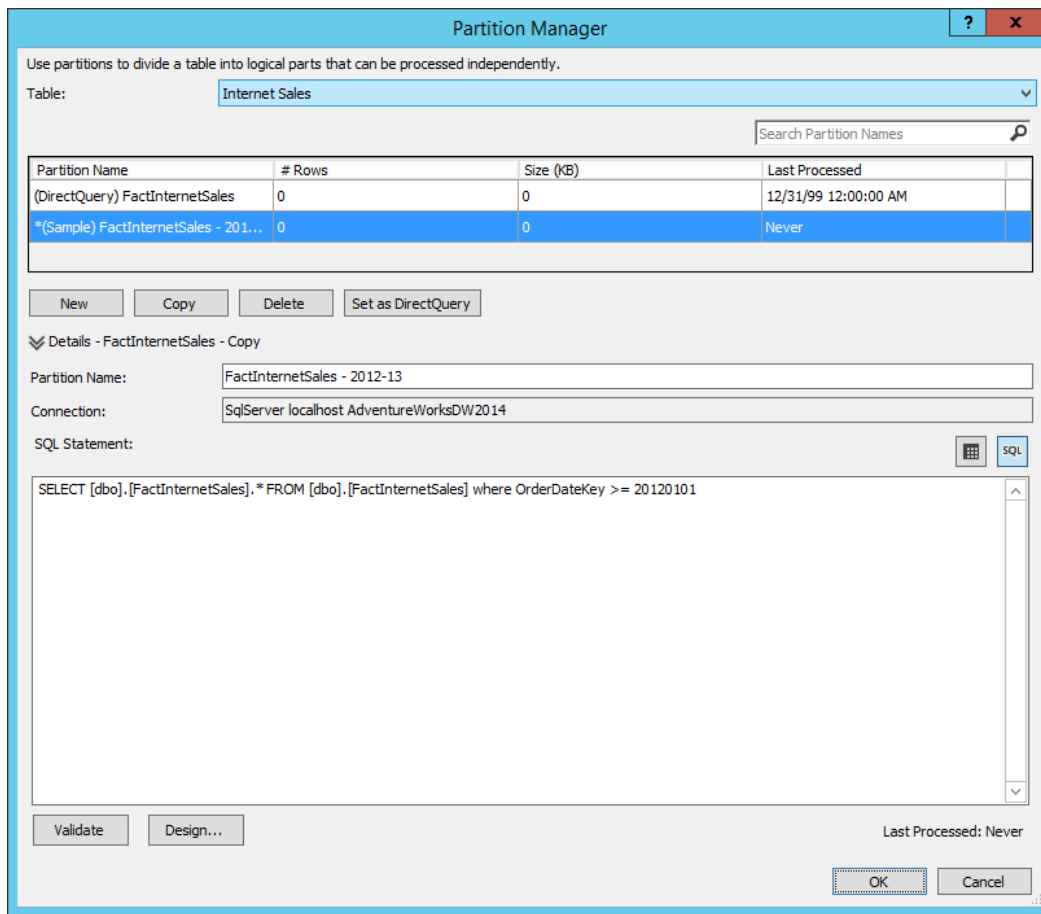 Partition Manager
?
x
Use partitions to divide a table into logical parts that can be processed independently.
Table: Internet Sales
Search Partition Names
Partition Name # Rows Size (KB) Last Processed
(DirectQuery) FactInternetSales 0 0 12/31/99 12:00:00 AM
*(Sample) FactInternetSales - 201... 0 0 Never
New Copy Delete Set as DirectQuery
Details - FactInternetSales - Copy
Partition Name: FactInternetSales - 2012-13
Connection: SqlServer localhost AdventureWorksDW2014
SQL Statement: SQL
SELECT [dbo].[FactInternetSales].* FROM [dbo].[FactInternetSales] where OrderDateKey >= 20120101
Validate Design... Last Processed: Never
OK Cancel